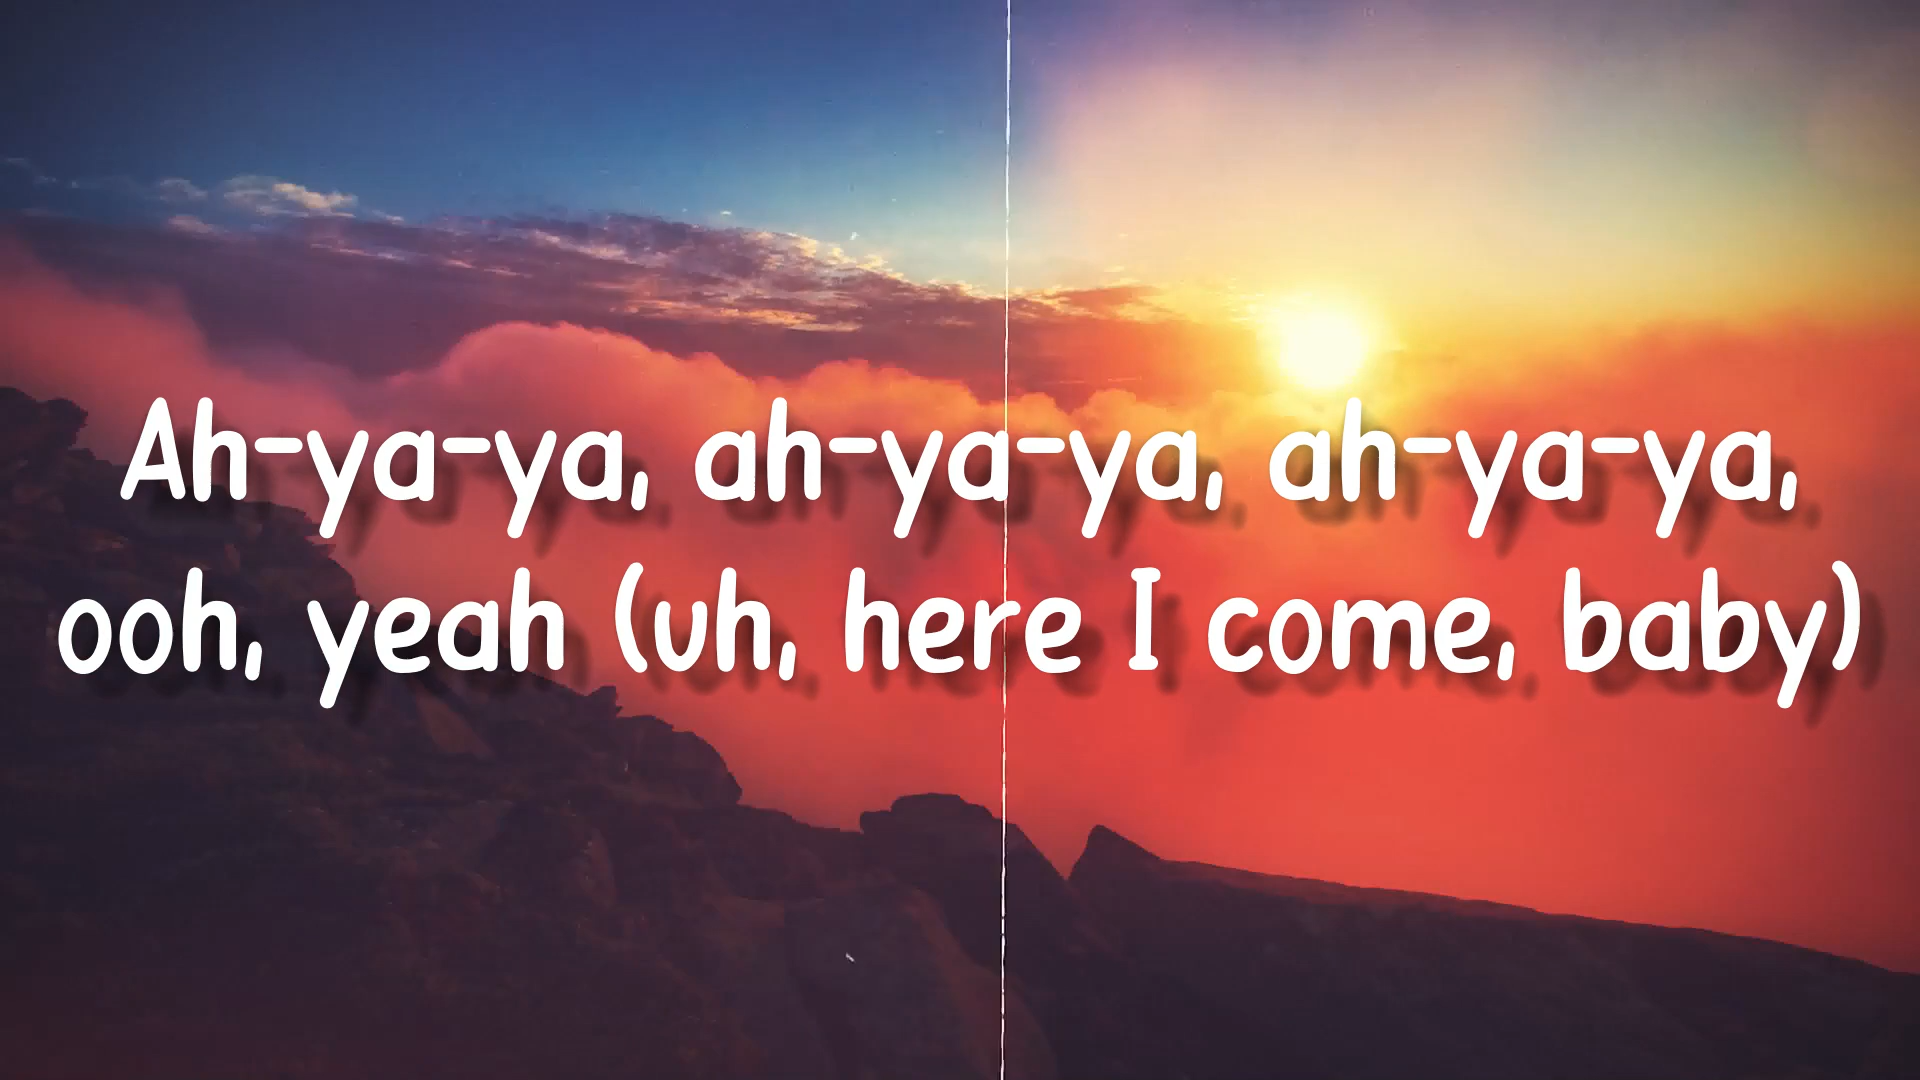 Ah-ya-ya, ah-ya-ya, ah-ya-ya,
ooh, yeah (uh, here I come, baby)